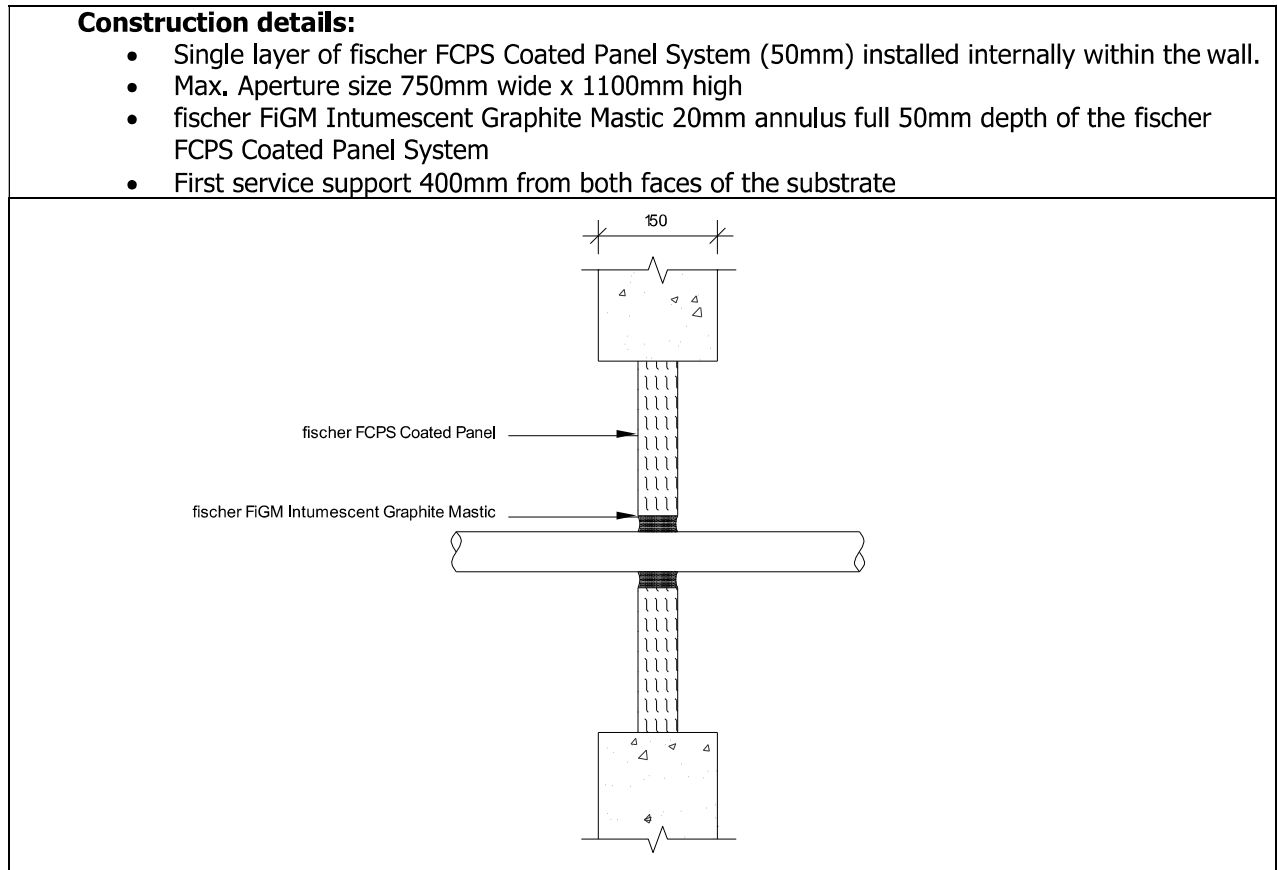 Construction details:
• Single layer of fischer FCPS Coated Panel System (50mm) installed internally within the wall.
• Max. Aperture size 750mm wide x 1100mm high
• fischer FiGM Intumescent Graphite Mastic 20mm annulus full 50mm depth of the fischer
FCPS Coated Panel System
• First service support 400mm from both faces of the substrate
150
fischer FCPS Coated Panel
fischer FiGM Intumescent Graphite Mastic